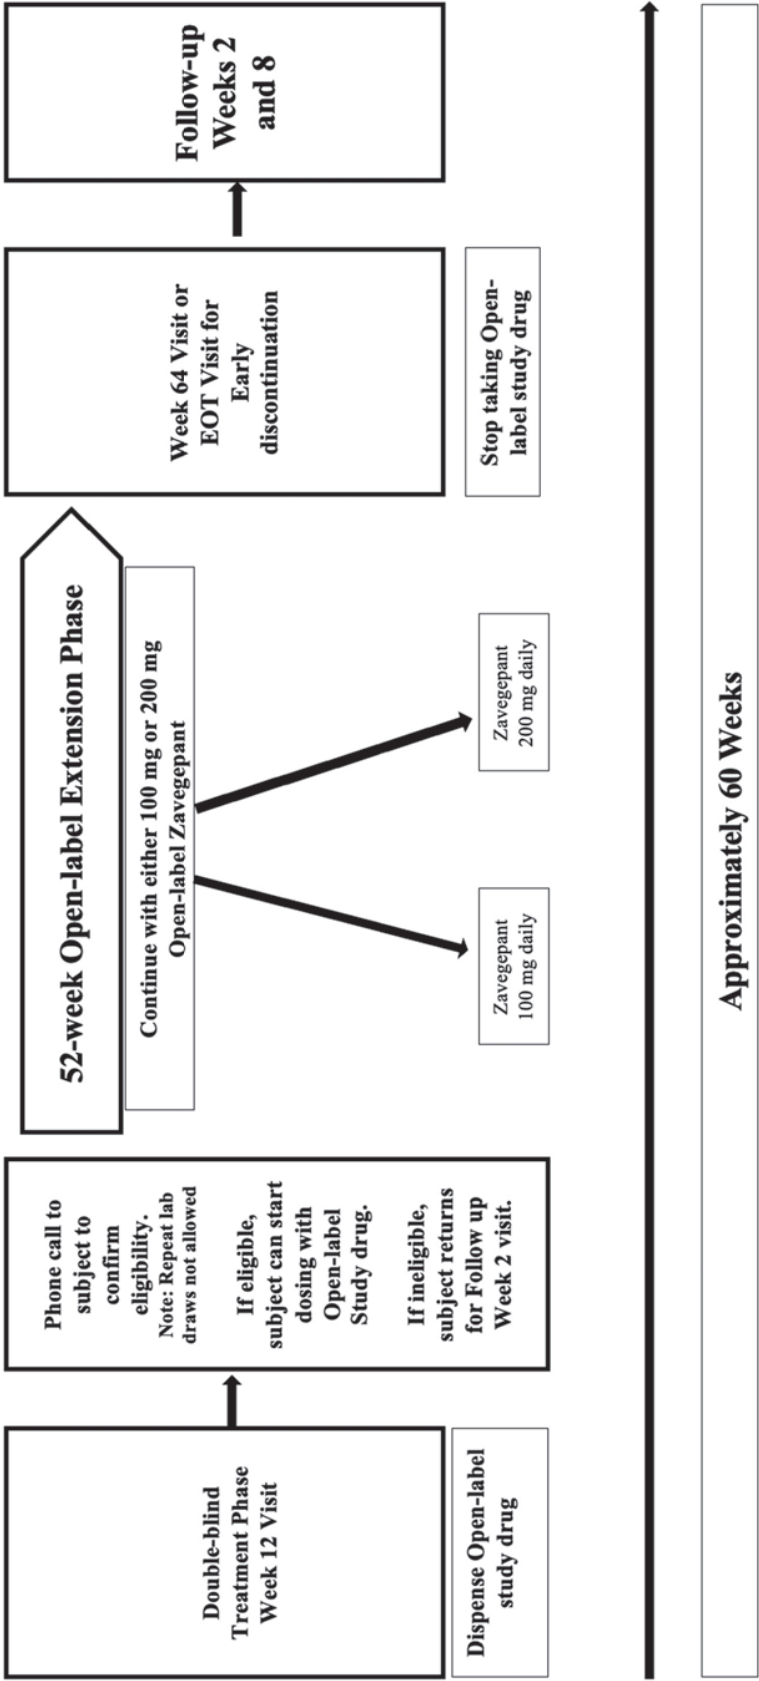 Double-blind
Treatment Phase
Week 12 Visit
Dispense Open-label
study drug
Phone call to
subject to
confirm
eligibility.
Note: Repeat lab
draws not allowed
If eligible,
subject can start
dosing with
Open-label
Study drug.
If ineligible,
subject returns
for Follow up
Week 2 visit.
52-week Open-label Extension Phase
Continue with either 100 mg or 200 mg
Open-label Zavegepant
Zavegepant
100 mg daily
Zavegepant
200 mg daily
Week 64 Visit or
EOT Visit for
Early
discontinuation
Stop taking Open-
label study drug
Follow-up
Weeks 2
and 8
Approximately 60 Weeks